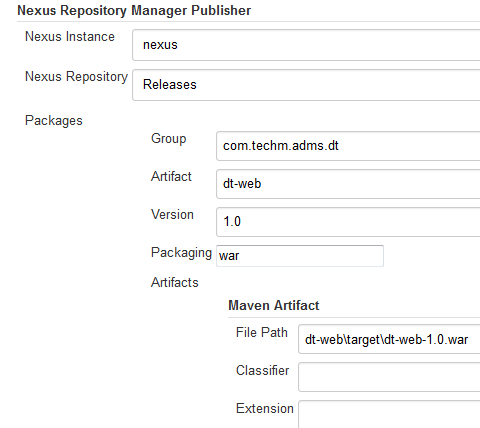 Nexus Repository Manager Publisher
Nexus Instance nexus
Nexus Repository Releases
Packages
Group com.techm.adms.dt
Artifact dt-web
Version 1.0
Packaging war
Artifacts
Maven Artifact
File Path dt-web\target\dt-web-1.0.war
Classifier
Extension